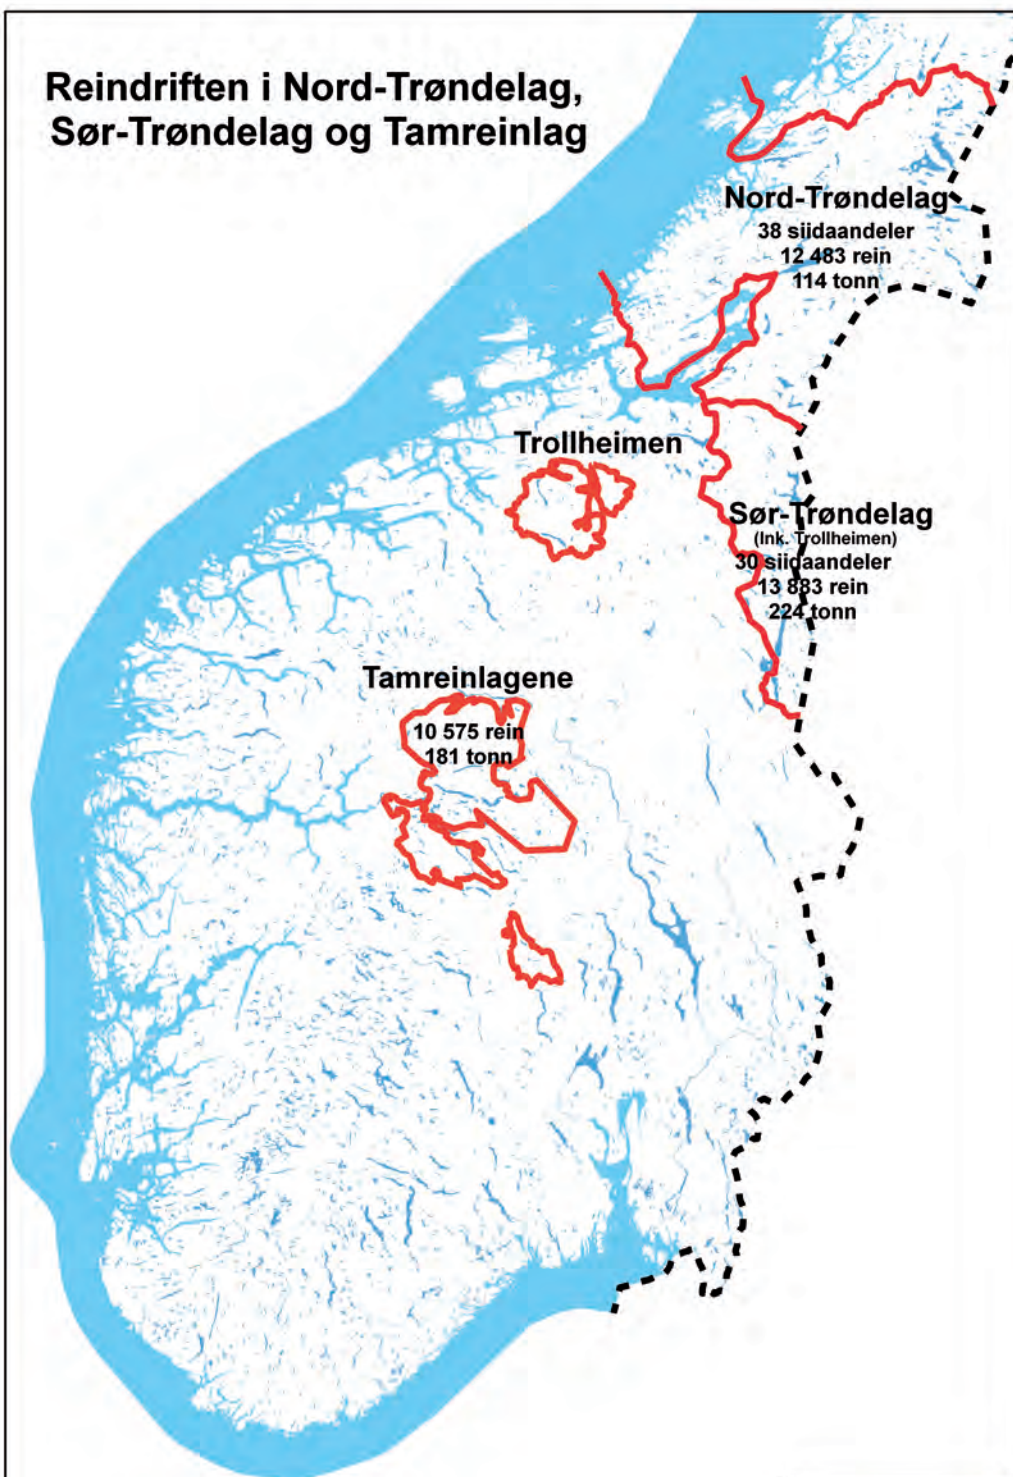 Reindriften i Nord-Trøndelag,
Sør-Trøndelag og Tamreinlag
Nord-Trøndelag
38 siidaandeler
12 483 rein
114 tonn
Trollheimen
Sør-Trøndelag
(Ink. Trollheimen)
30 siidaandeler
13 883 rein
224 tonn
Tamreinlagene
10 575 rein
181 tonn